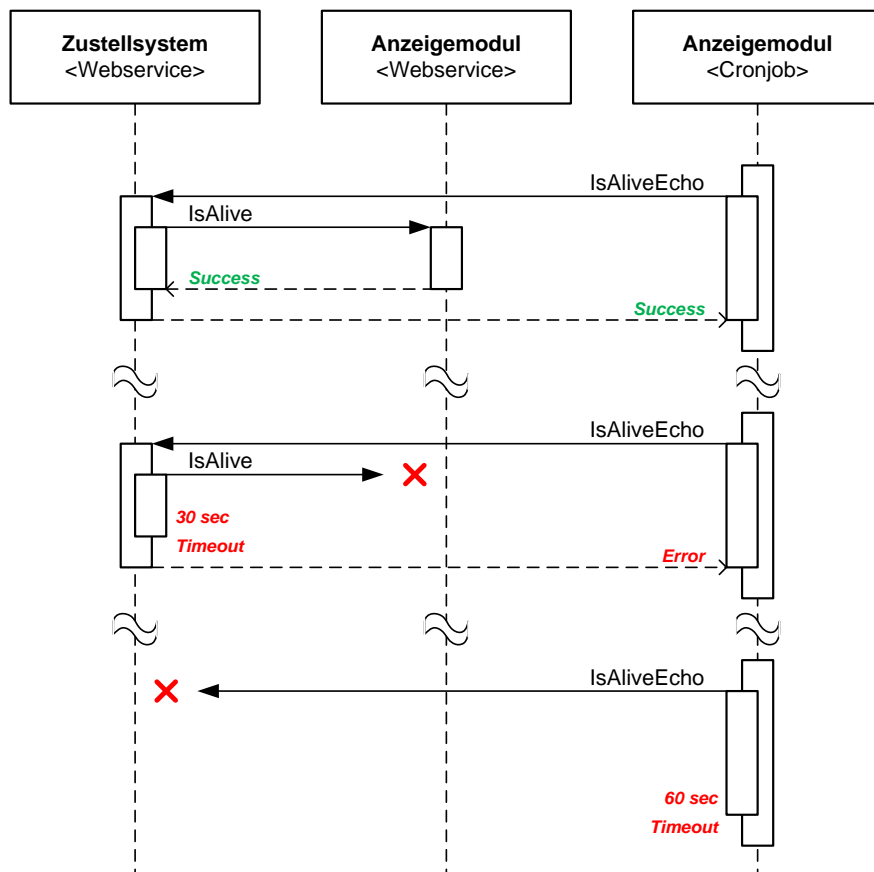 Zustellsystem
<Webservice>
Anzeigemodul
<Webservice>
Anzeigemodul
<Cronjob>
IsAliveEcho
IsAlive
Success
Success
IsAliveEcho
IsAlive
30 sec
Timeout
Error
IsAliveEcho
60 sec
Timeout